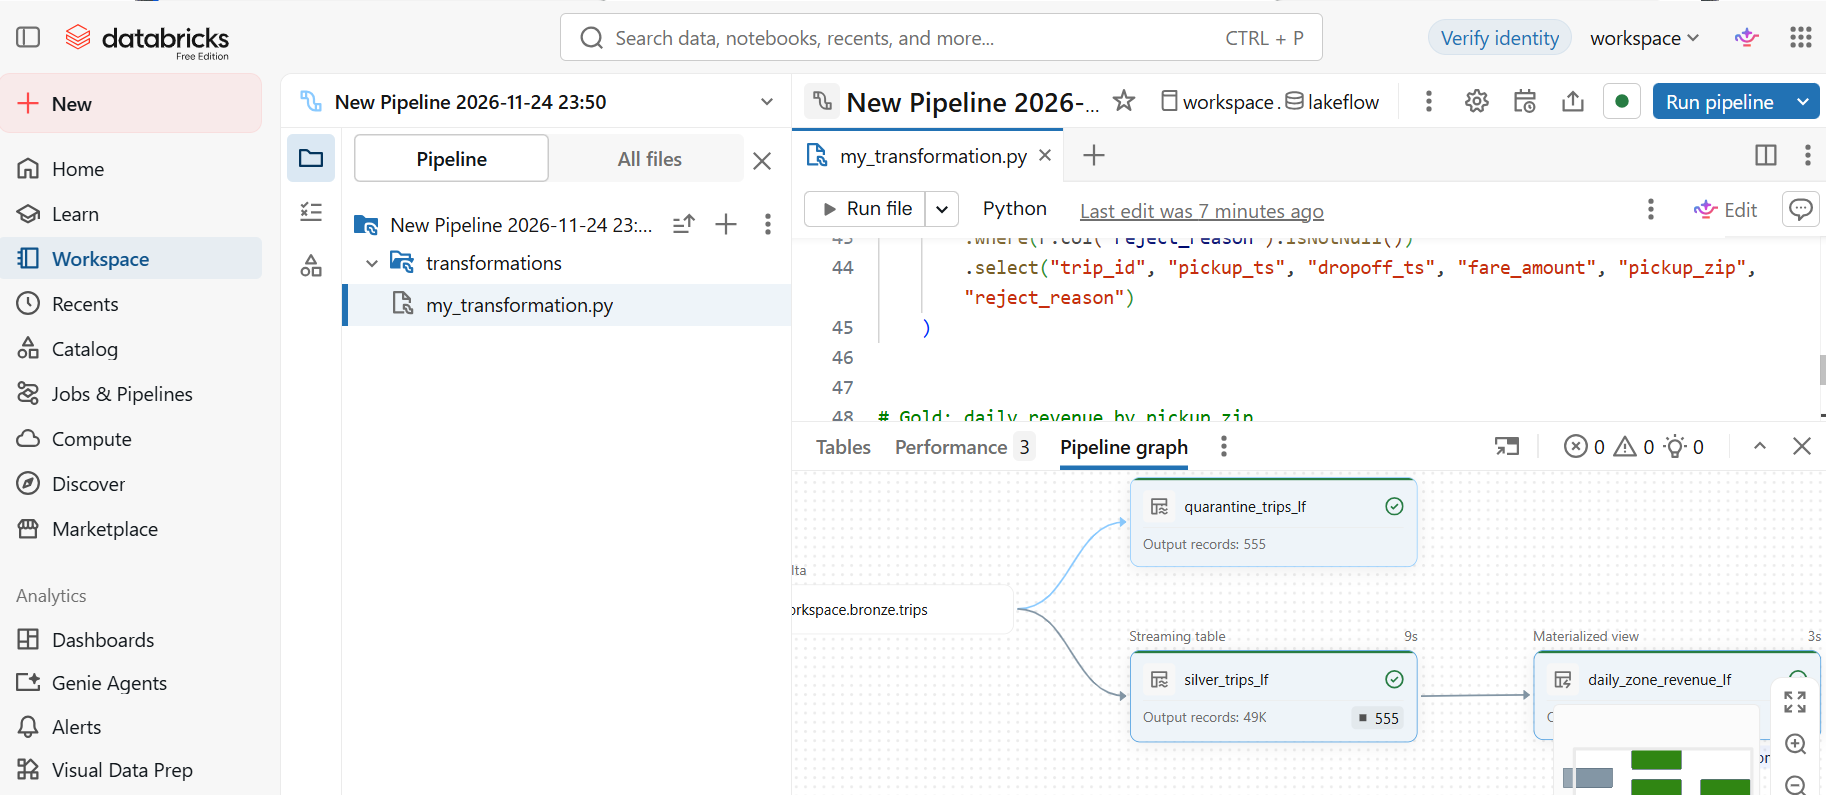 databricks
Free Edition
Search data, notebooks, recents, and more...
CTRL + P
Verify identity
workspace
New
Home
Learn
Workspace
Recents
Catalog
Jobs & Pipelines
Compute
Discover
Marketplace
Analytics
Dashboards
Genie Agents
Alerts
Visual Data Prep
New Pipeline 2026-11-24 23:50
Pipeline
All files
New Pipeline 2026-11-24 23:...
transformations
my_transformation.py
New Pipeline 2026-...
workspace.lakeflow
Run pipeline
my_transformation.py
Run file
Python
Last edit was 7 minutes ago
Edit
43 .where(F.col("reject_reason").isNotNull())
44 .select("trip_id", "pickup_ts", "dropoff_ts", "fare_amount", "pickup_zip",
"reject_reason")
45 )
46
47
48 # Gold: daily revenue by pickup zip
Tables
Performance 3
Pipeline graph
0 0 0
quarantine_trips_lf
Output records: 555
lta
orkspace.bronze.trips
Streaming table 9s
silver_trips_lf
Output records: 49K
555
Materialized view 3s
daily_zone_revenue_lf